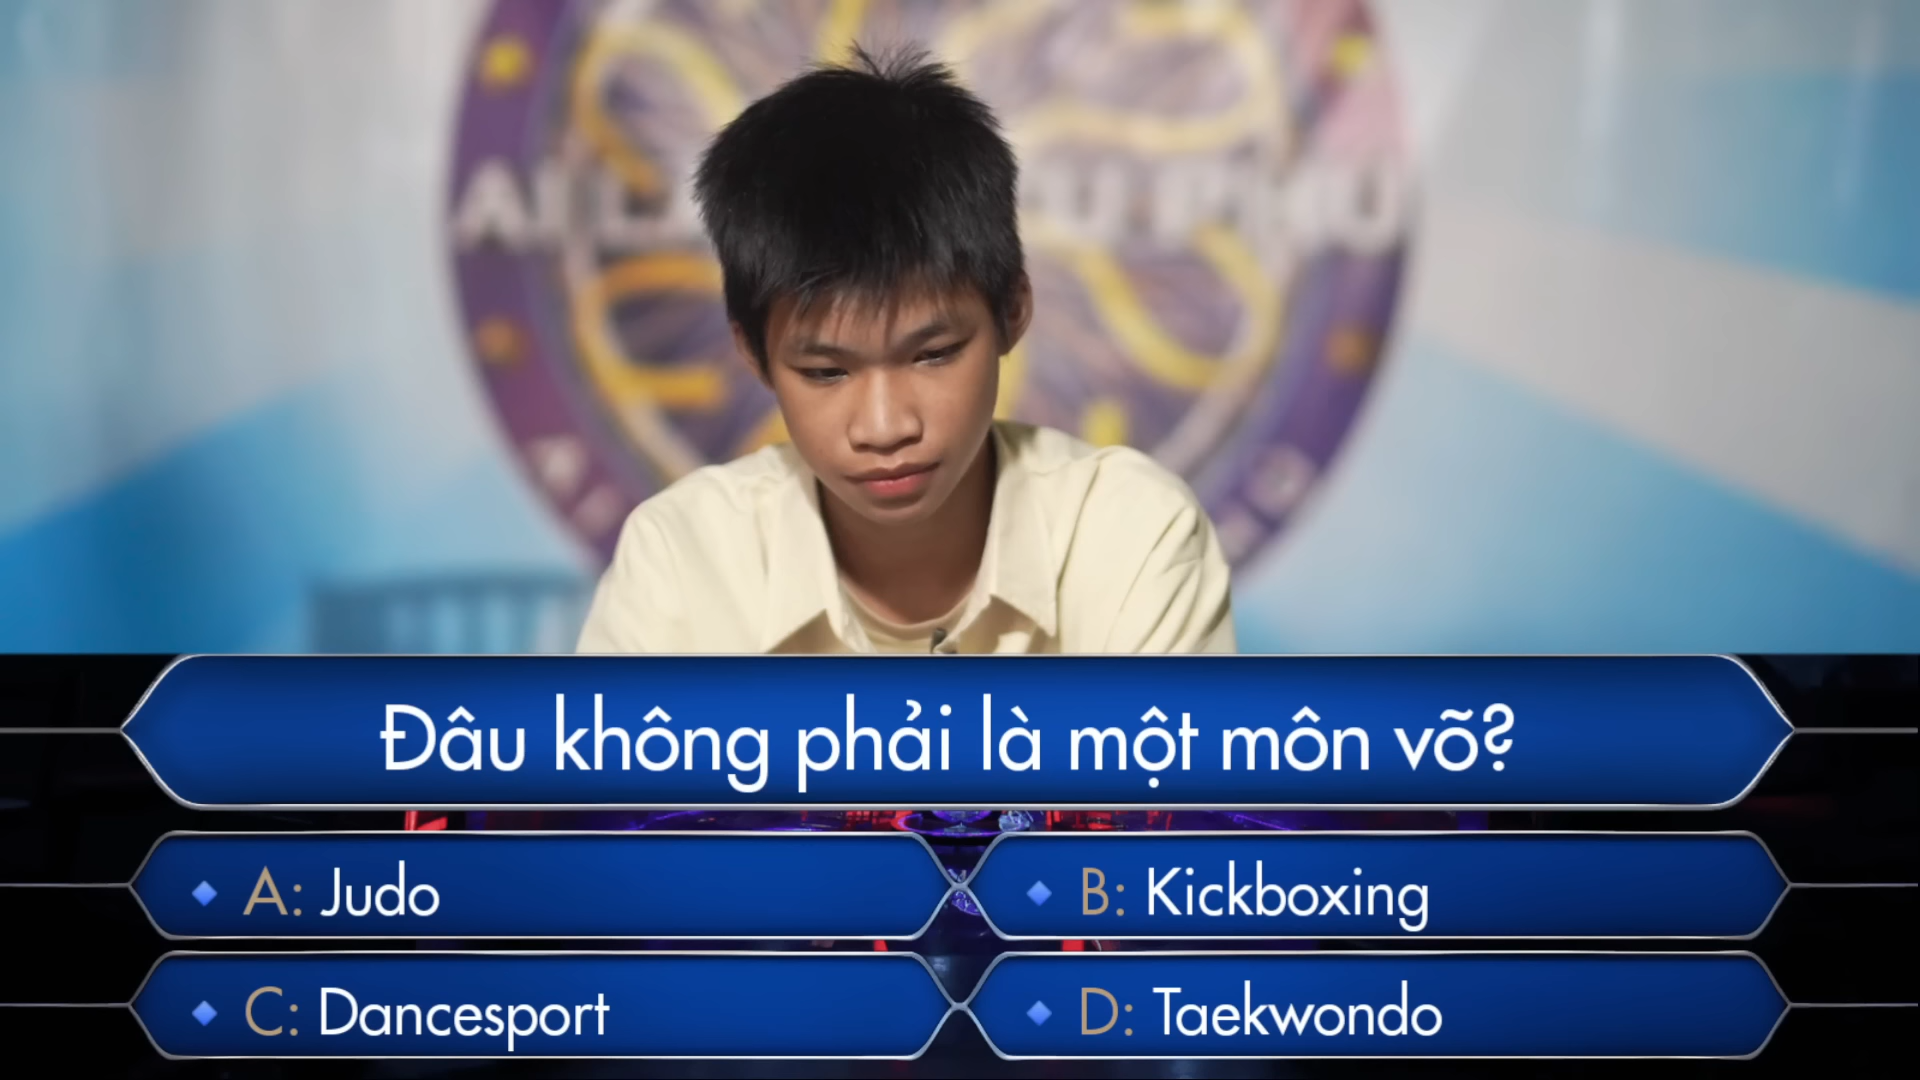 Đâu không phải là một môn võ?
A: Judo
B: Kickboxing
C: Dancesport
D: Taekwondo